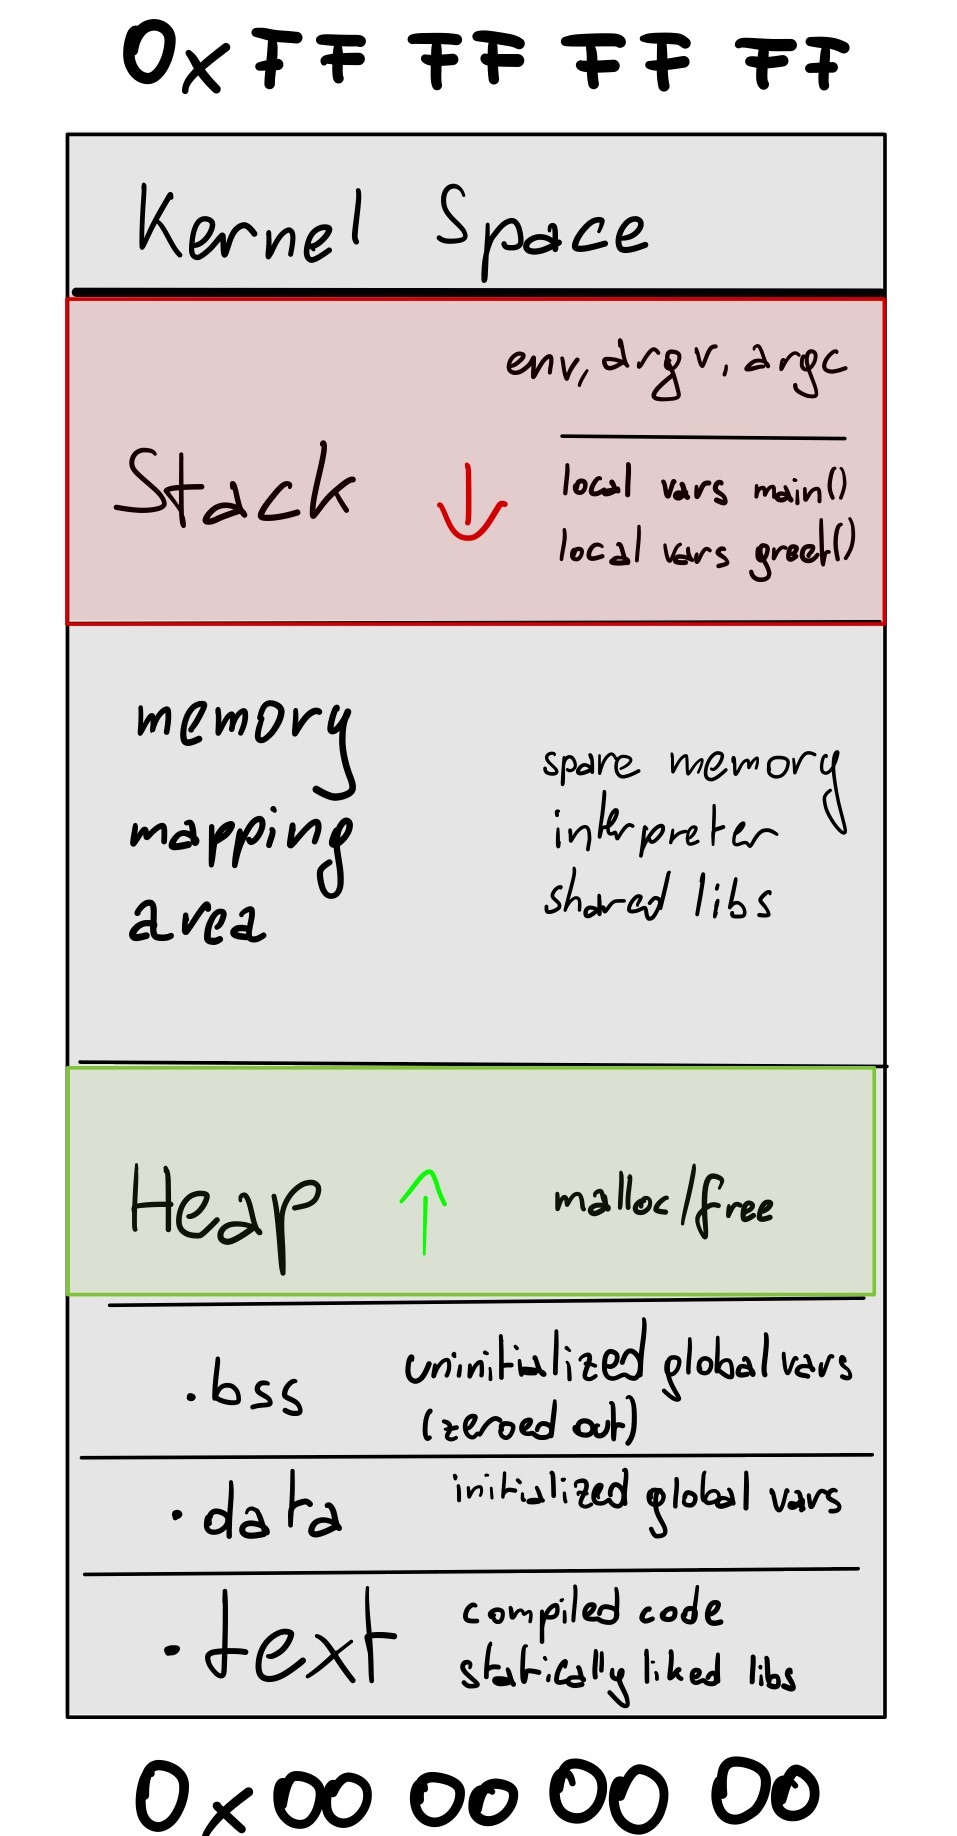 0xFF FF FF FF
Kernel Space
env, argv, argc
Stack
local vars main()
local vars greet()
memory
mapping
area
spare memory
interpreter
shared libs
Heap
malloc/free
.bss
uninitialized global vars
(zeroed out)
.data
initialized global vars
.text
compiled code
statically liked libs
0x00 00 00 00